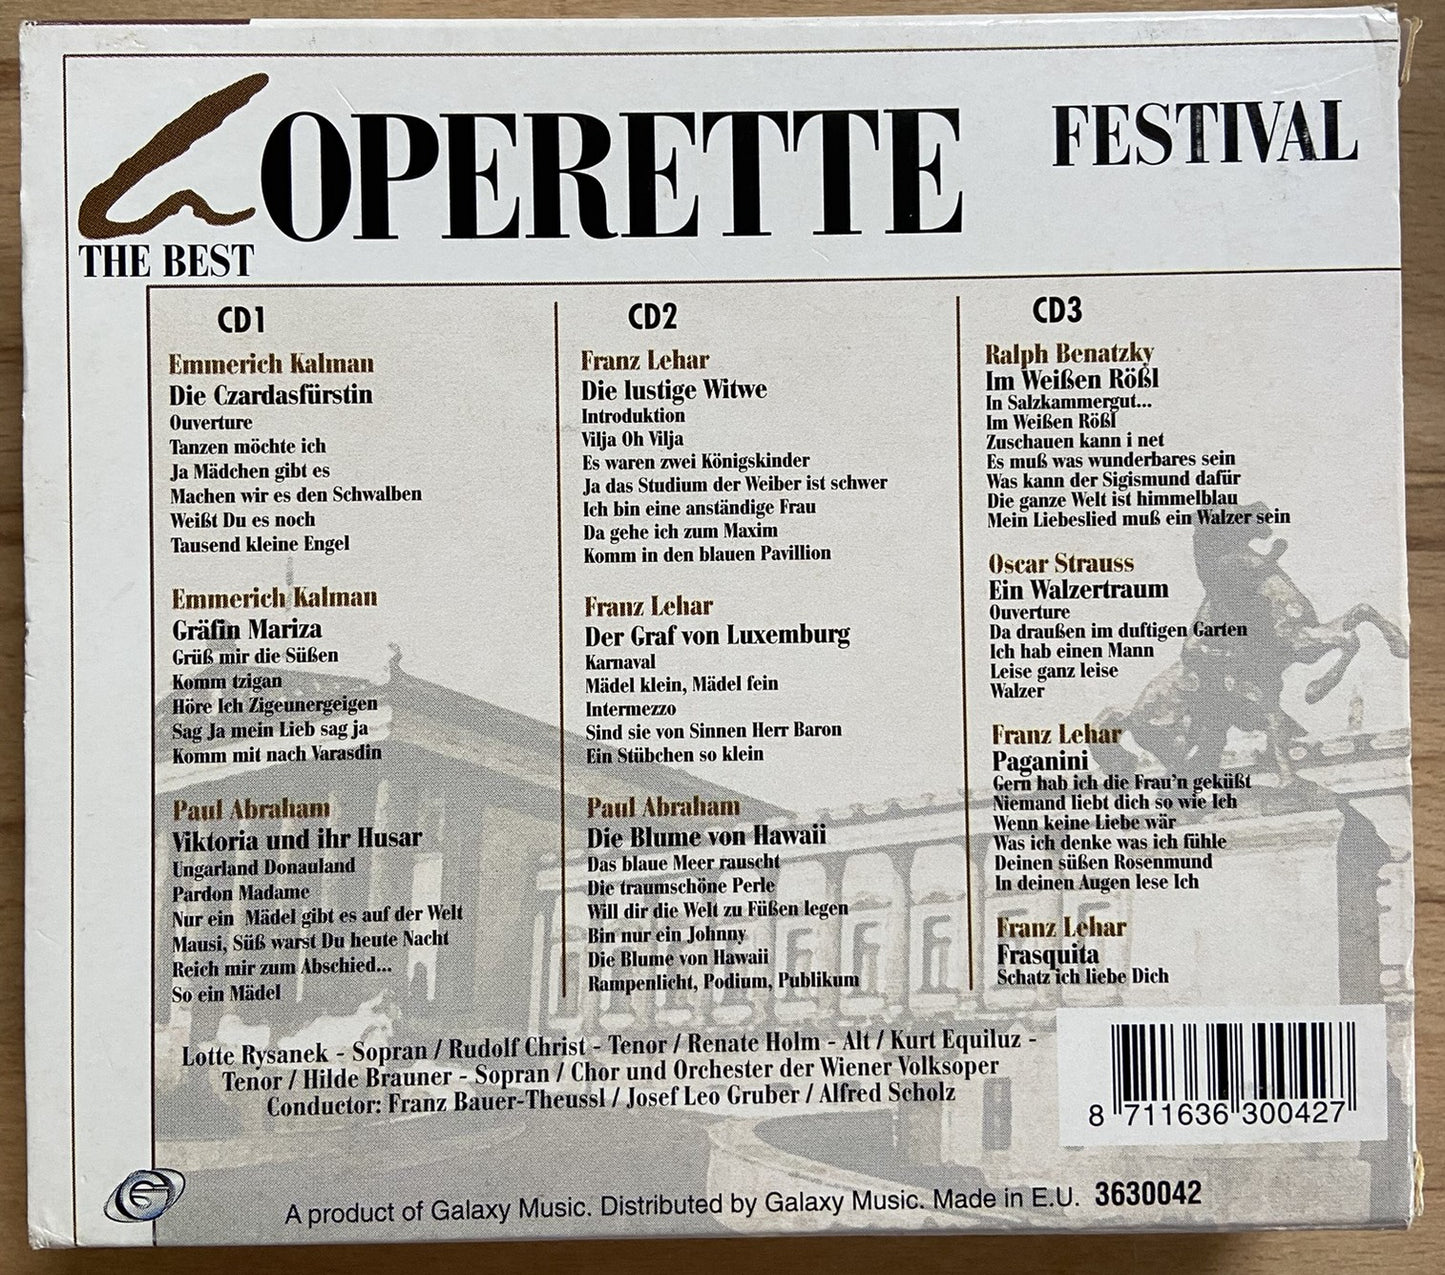 OPERETTE FESTIVAL
THE BEST
CD1
Emmerich Kalman
Die Czardasfürstin
Ouverture
Tanzen möchte ich
Ja Mädchen gibt es
Machen wir es den Schwalben
Weißt Du es noch
Tausend kleine Engel
Emmerich Kalman
Gräfin Mariza
Grüß mir die Süßen
Komm tzigan
Höre Ich Zigeunergeigen
Sag Ja mein Lieb sag ja
Komm mit nach Varasdin
Paul Abraham
Viktoria und ihr Husar
Ungarland Donauland
Pardon Madame
Nur ein Mädel gibt es auf der Welt
Mausi, Süß warst Du heute Nacht
Reich mir zum Abschied...
So ein Mädel
CD2
Franz Lehar
Die lustige Witwe
Introduktion
Vilja Oh Vilja
Es waren zwei Königskinder
Ja das Studium der Weiber ist schwer
Ich bin eine anständige Frau
Da gehe ich zum Maxim
Komm in den blauen Pavillion
Franz Lehar
Der Graf von Luxemburg
Karnaval
Mädel klein, Mädel fein
Intermezzo
Sind sie von Sinnen Herr Baron
Ein Stübchen so klein
Paul Abraham
Die Blume von Hawaii
Das blaue Meer rauscht
Die traumschöne Perle
Will dir die Welt zu Füßen legen
Bin nur ein Johnny
Die Blume von Hawaii
Rampenlicht, Podium, Publikum
CD3
Ralph Benatzky
Im Weißen Rößl
In Salzkammergut...
Im Weißen Rößl
Zuschauen kann i net
Es muß was wunderbares sein
Was kann der Sigismund dafür
Die ganze Welt ist himmelblau
Mein Liebeslied muß ein Walzer sein
Oscar Strauss
Ein Walzertraum
Ouverture
Da draußen im duftigen Garten
Ich hab einen Mann
Leise ganz leise
Walzer
Franz Lehar
Paganini
Gern hab ich die Frau'n geküßt
Niemand liebt dich so wie Ich
Wenn keine Liebe wär
Was ich denke was ich fühle
Deinen süßen Rosenmund
In deinen Augen lese Ich
Franz Lehar
Frasquita
Schatz ich liebe Dich
Lotte Rysanek - Sopran / Rudolf Christ - Tenor / Renate Holm - Alt / Kurt Equiluz -
Tenor / Hilde Brauner - Sopran / Chor und Orchester der Wiener Volksoper
Conductor: Franz Bauer-Theussl / Josef Leo Gruber / Alfred Scholz
8 711636 300427
A product of Galaxy Music. Distributed by Galaxy Music. Made in E.U. 3630042